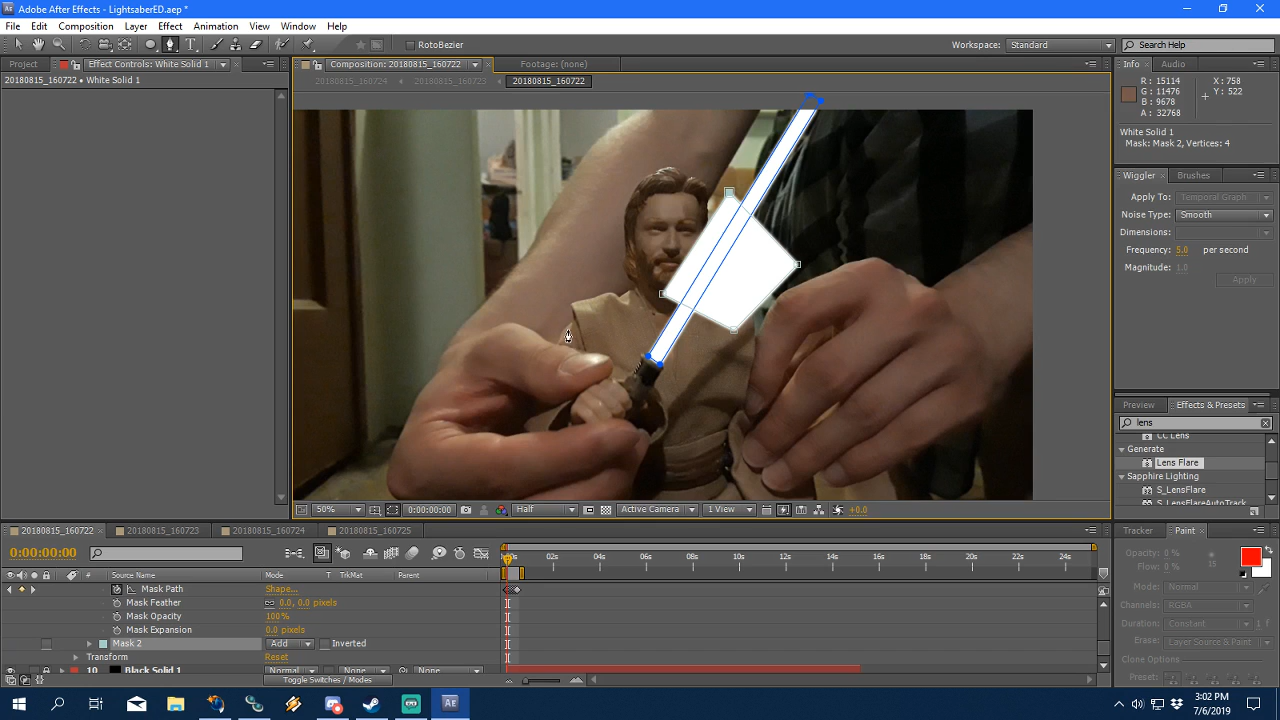 Adobe After Effects - LightsaberED.aep *
File Edit Composition Layer Effect Animation View Window Help
RotoBezier
Workspace: Standard
Search Help
Project
Effect Controls: White Solid 1
Composition: 20180815_160722
Footage: (none)
Info
Audio
20180815_160722 • White Solid 1
20180815_160724
20180815_160723
20180815_160722
R : 15114
G : 11476
B : 9678
A : 32768
X : 758
Y : 522
White Solid 1
Mask: Mask 2, Vertices: 4
Wiggler
Brushes
Apply To: Temporal Graph
Noise Type: Smooth
Dimensions:
Frequency: 5.0 per second
Magnitude: 1.0
Apply
Preview
Effects & Presets
lens
CC Lens
Generate
Lens Flare
Sapphire Lighting
S_LensFlare
S_LensFlareAutoTrack
50%
0:00:00:00
Half
Active Camera
1 View
+0.0
20180815_160722
20180815_160723
20180815_160724
20180815_160725
0:00:00:00
02s 04s 06s 08s 10s 12s 14s 16s 18s 20s 22s 24s
# Source Name Mode T TrkMat Parent
Mask Path Shape...
Mask Feather 0.0, 0.0 pixels
Mask Opacity 100%
Mask Expansion 0.0 pixels
Mask 2 Add Inverted
Transform Reset
10 Black Solid 1 Normal None None
Toggle Switches / Modes
Tracker
Paint
Opacity: 0 %
Flow: 0 %
15
Mode: Normal
Channels: RGBA
Duration: Constant f
Erase: Layer Source & Paint
Clone Options
Preset:
3:02 PM
7/6/2019